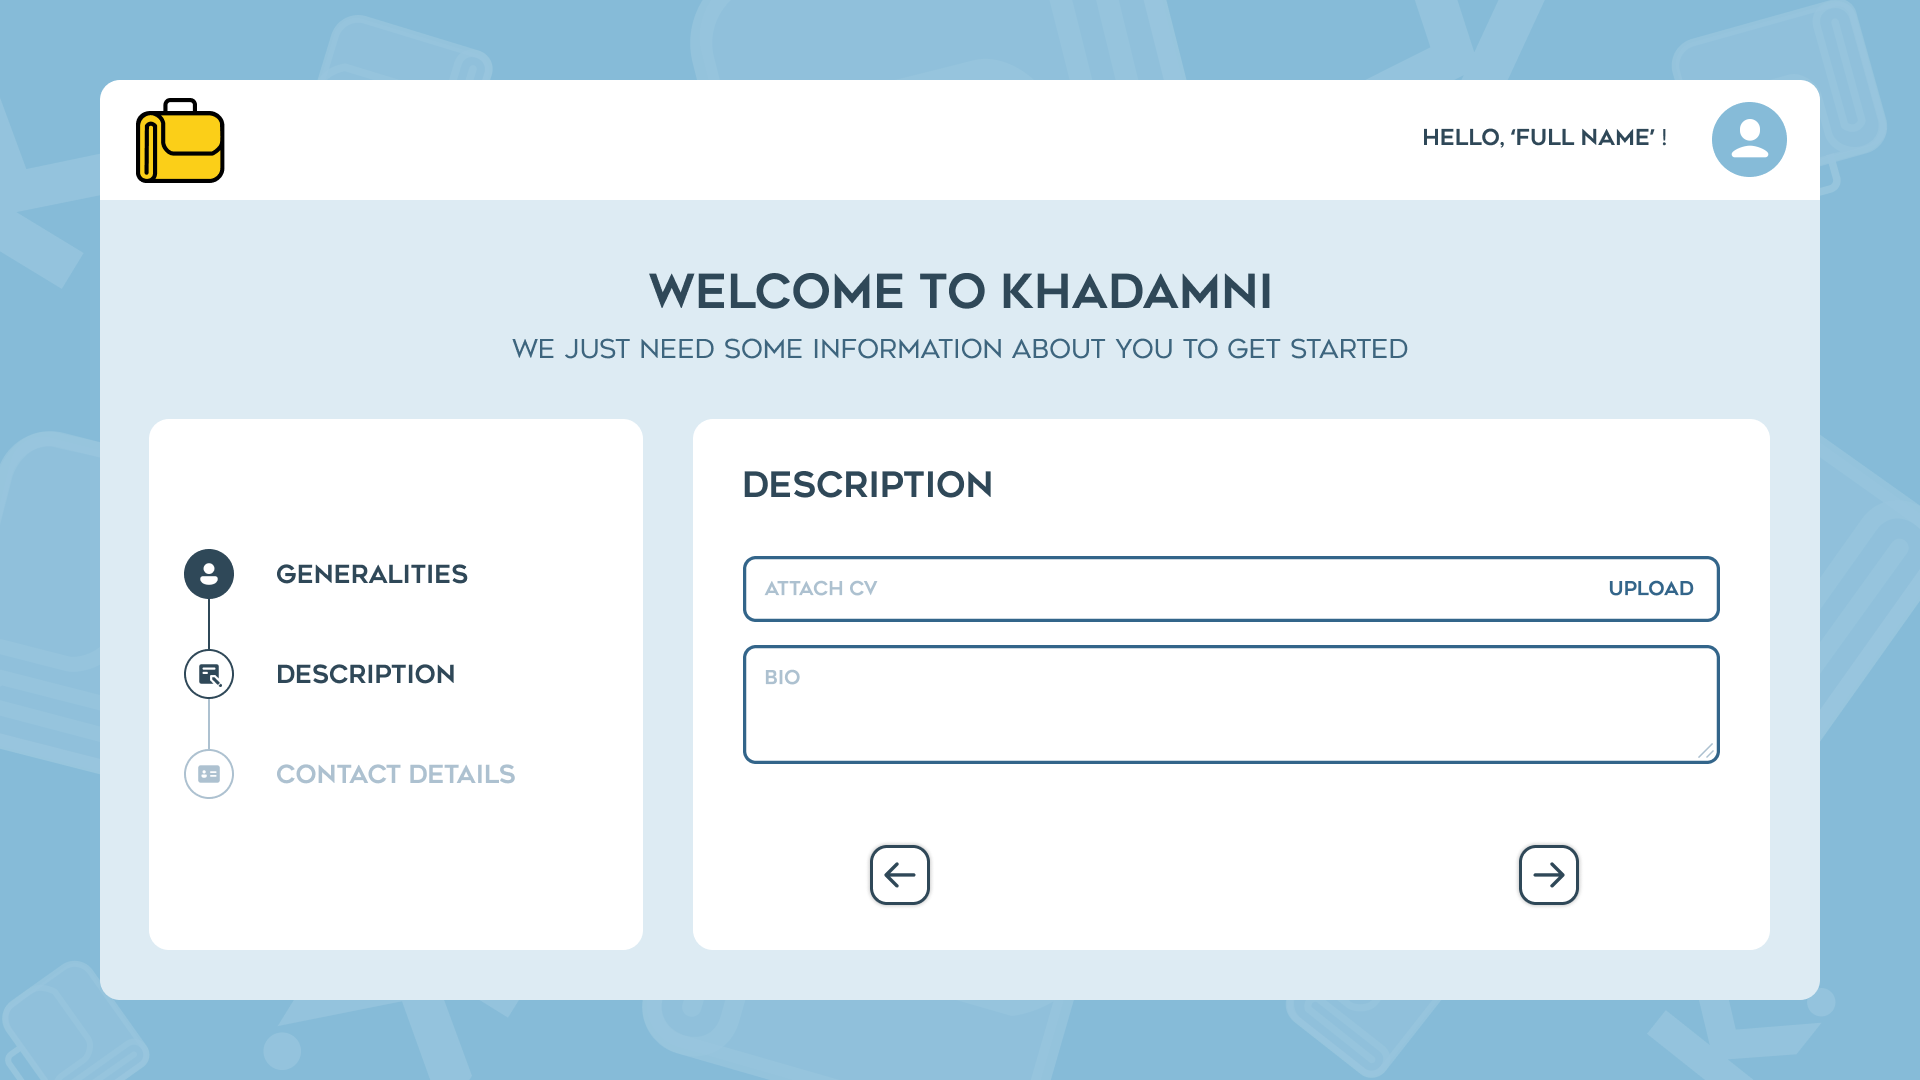 HELLO, ‘FULL NAME’ !
WELCOME TO KHADAMNI
WE JUST NEED SOME INFORMATION ABOUT YOU TO GET STARTED
GENERALITIES
DESCRIPTION
CONTACT DETAILS
DESCRIPTION
ATTACH CV UPLOAD
BIO